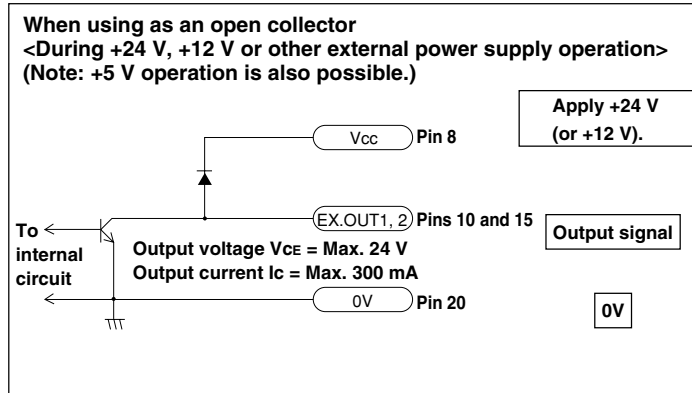 When using as an open collector
<During +24 V, +12 V or other external power supply operation>
(Note: +5 V operation is also possible.)
Apply +24 V
(or +12 V).
Vcc Pin 8
EX.OUT1, 2 Pins 10 and 15
Output signal
To
internal
circuit
Output voltage VCE = Max. 24 V
Output current Ic = Max. 300 mA
0V Pin 20
0V